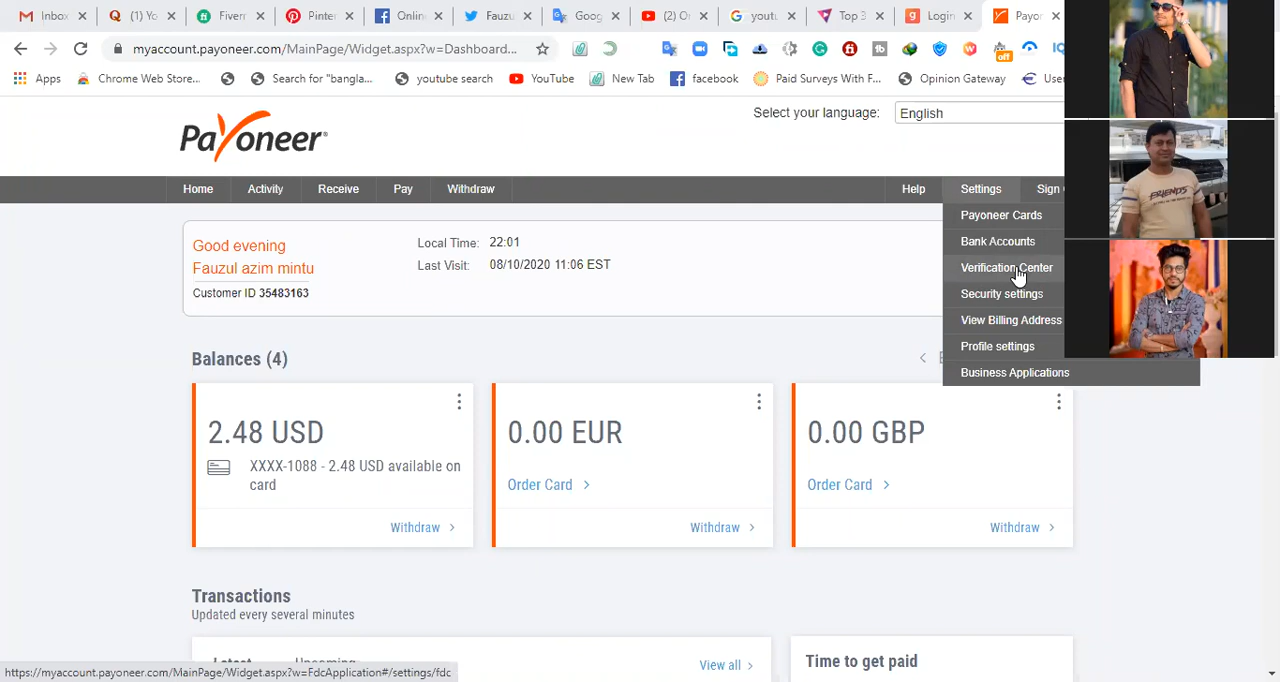 Inbox
(1) Yo
Fiverr
Pinter
Onlin
Fauzu
Goog
(2) O
youtu
Top 3
Login
Payor
myaccount.payoneer.com/MainPage/Widget.aspx?w=Dashboard...
off
Apps
Chrome Web Store...
Search for "bangla...
youtube search
YouTube
New Tab
facebook
Paid Surveys With F...
Opinion Gateway
User
Select your language:
English
Payoneer
Home
Activity
Receive
Pay
Withdraw
Help
Settings
Sign
Payoneer Cards
Bank Accounts
Verification Center
Security settings
View Billing Address
Profile settings
Business Applications
Good evening
Fauzul azim mintu
Customer ID 35483163
Local Time: 22:01
Last Visit: 08/10/2020 11:06 EST
Balances (4)
2.48 USD
XXXX-1088 - 2.48 USD available on
card
Withdraw
0.00 EUR
Order Card
Withdraw
0.00 GBP
Order Card
Withdraw
Transactions
Updated every several minutes
View all
Time to get paid
https://myaccount.payoneer.com/MainPage/Widget.aspx?w=FdcApplication#/settings/fdc
FRIENDS